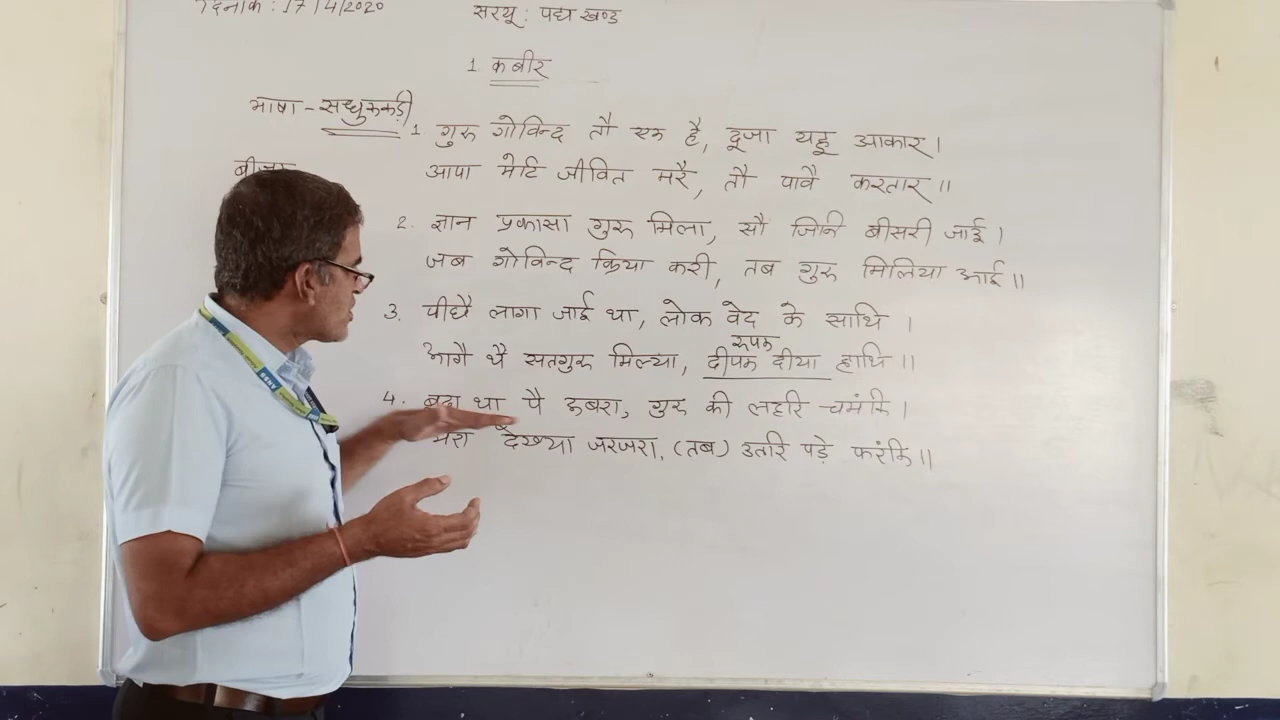 दिनांक : 17/4/2020
सरयू : पद्य खण्ड
1 कबीर
भाषा - सधुक्कड़ी
1. गुरु गोविन्द तौ एक है, दूजा यहू आकार।
आपा मेटि जीवित मरै, तौ पावै करतार॥
2. ज्ञान प्रकासा गुरु मिला, सौ जिनि बीसरी जाई।
जब गोविन्द क्रिया करी, तब गुरु मिलिया आई॥
3. पीछै लागा जाई था, लोक वेद के साथि।
रूपक
आगै थै सतगुरु मिल्या, दीपक दीया हाथि॥
4. था पै ऊबरा, गुरु की लहरि चमंकि।
देख्या जरजरा, (तब) उतरि पड़े फरंकि॥